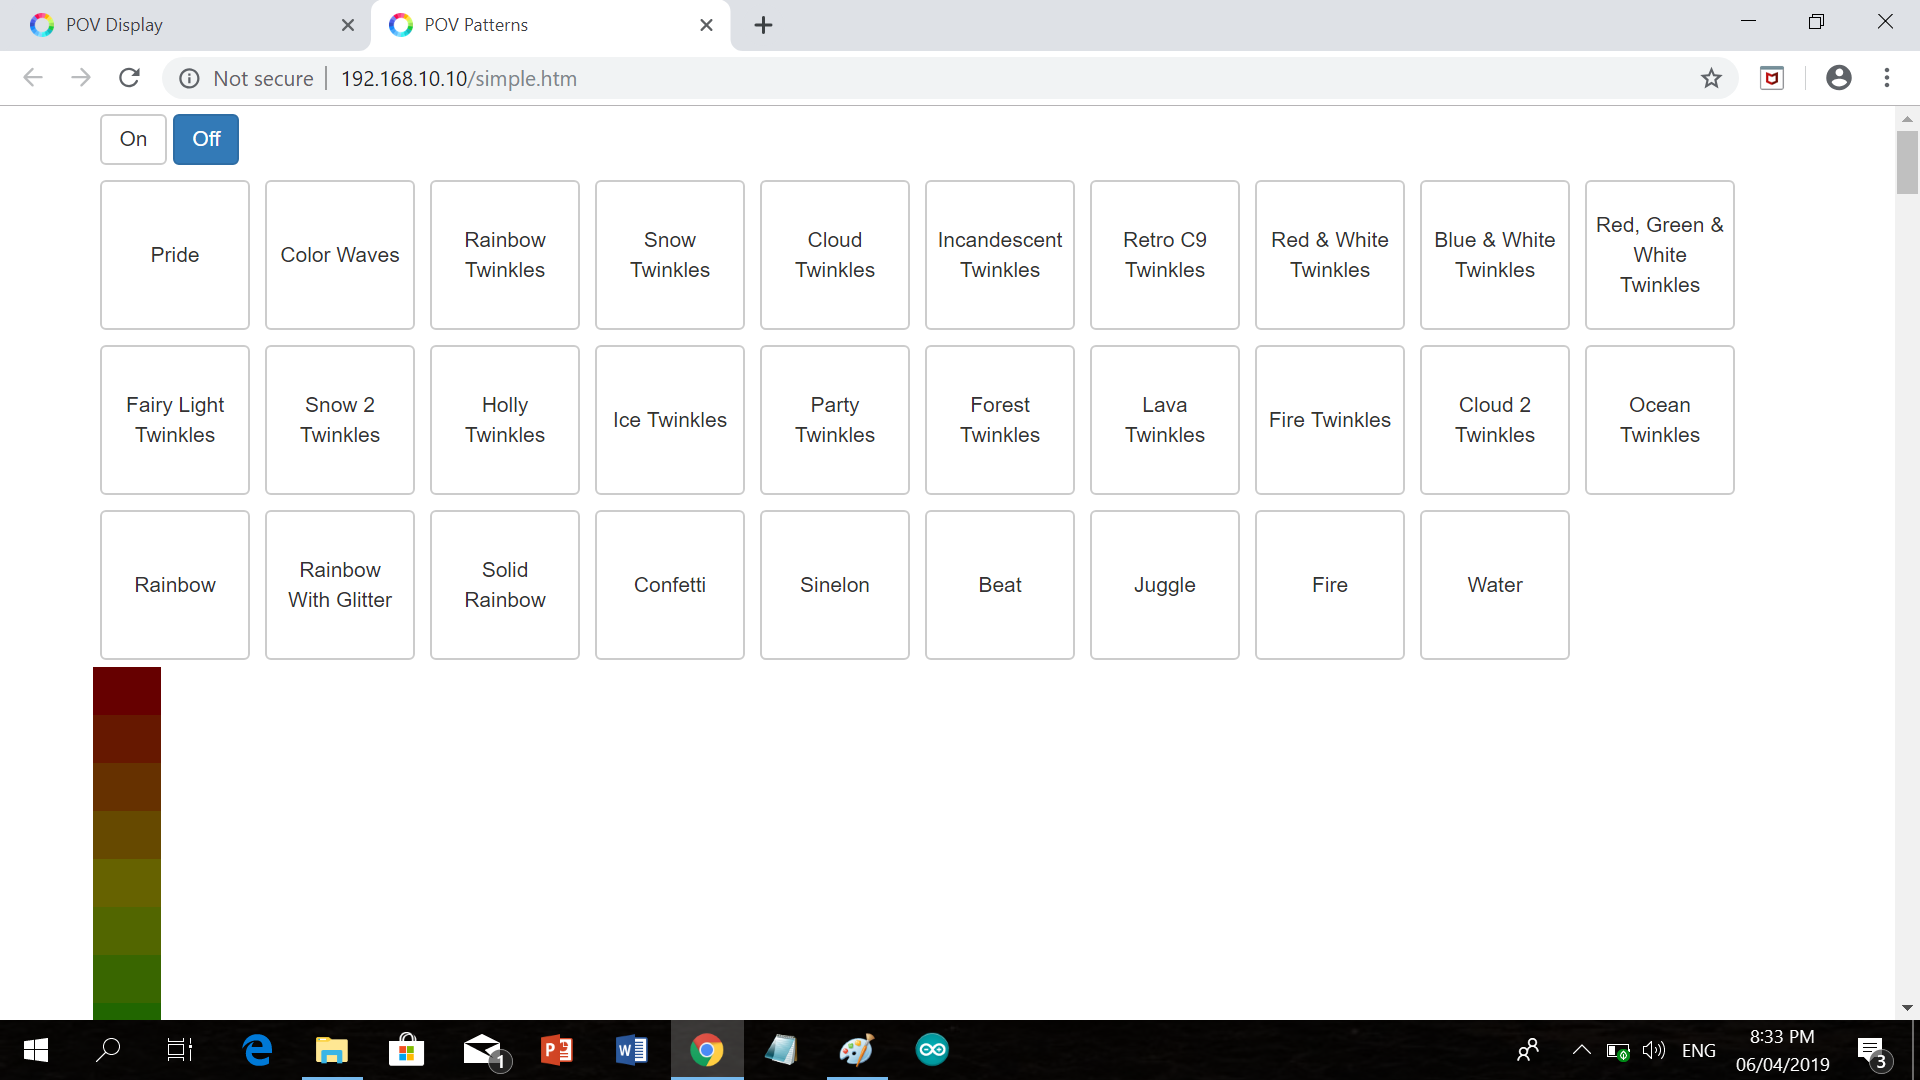 POV Display
POV Patterns
Not secure
192.168.10.10/simple.htm
On
Off
Pride
Color Waves
Rainbow
Twinkles
Snow
Twinkles
Cloud
Twinkles
Incandescent
Twinkles
Retro C9
Twinkles
Red & White
Twinkles
Blue & White
Twinkles
Red, Green &
White
Twinkles
Fairy Light
Twinkles
Snow 2
Twinkles
Holly
Twinkles
Ice Twinkles
Party
Twinkles
Forest
Twinkles
Lava
Twinkles
Fire Twinkles
Cloud 2
Twinkles
Ocean
Twinkles
Rainbow
Rainbow
With Glitter
Solid
Rainbow
Confetti
Sinelon
Beat
Juggle
Fire
Water
1
ENG
8:33 PM
06/04/2019
3